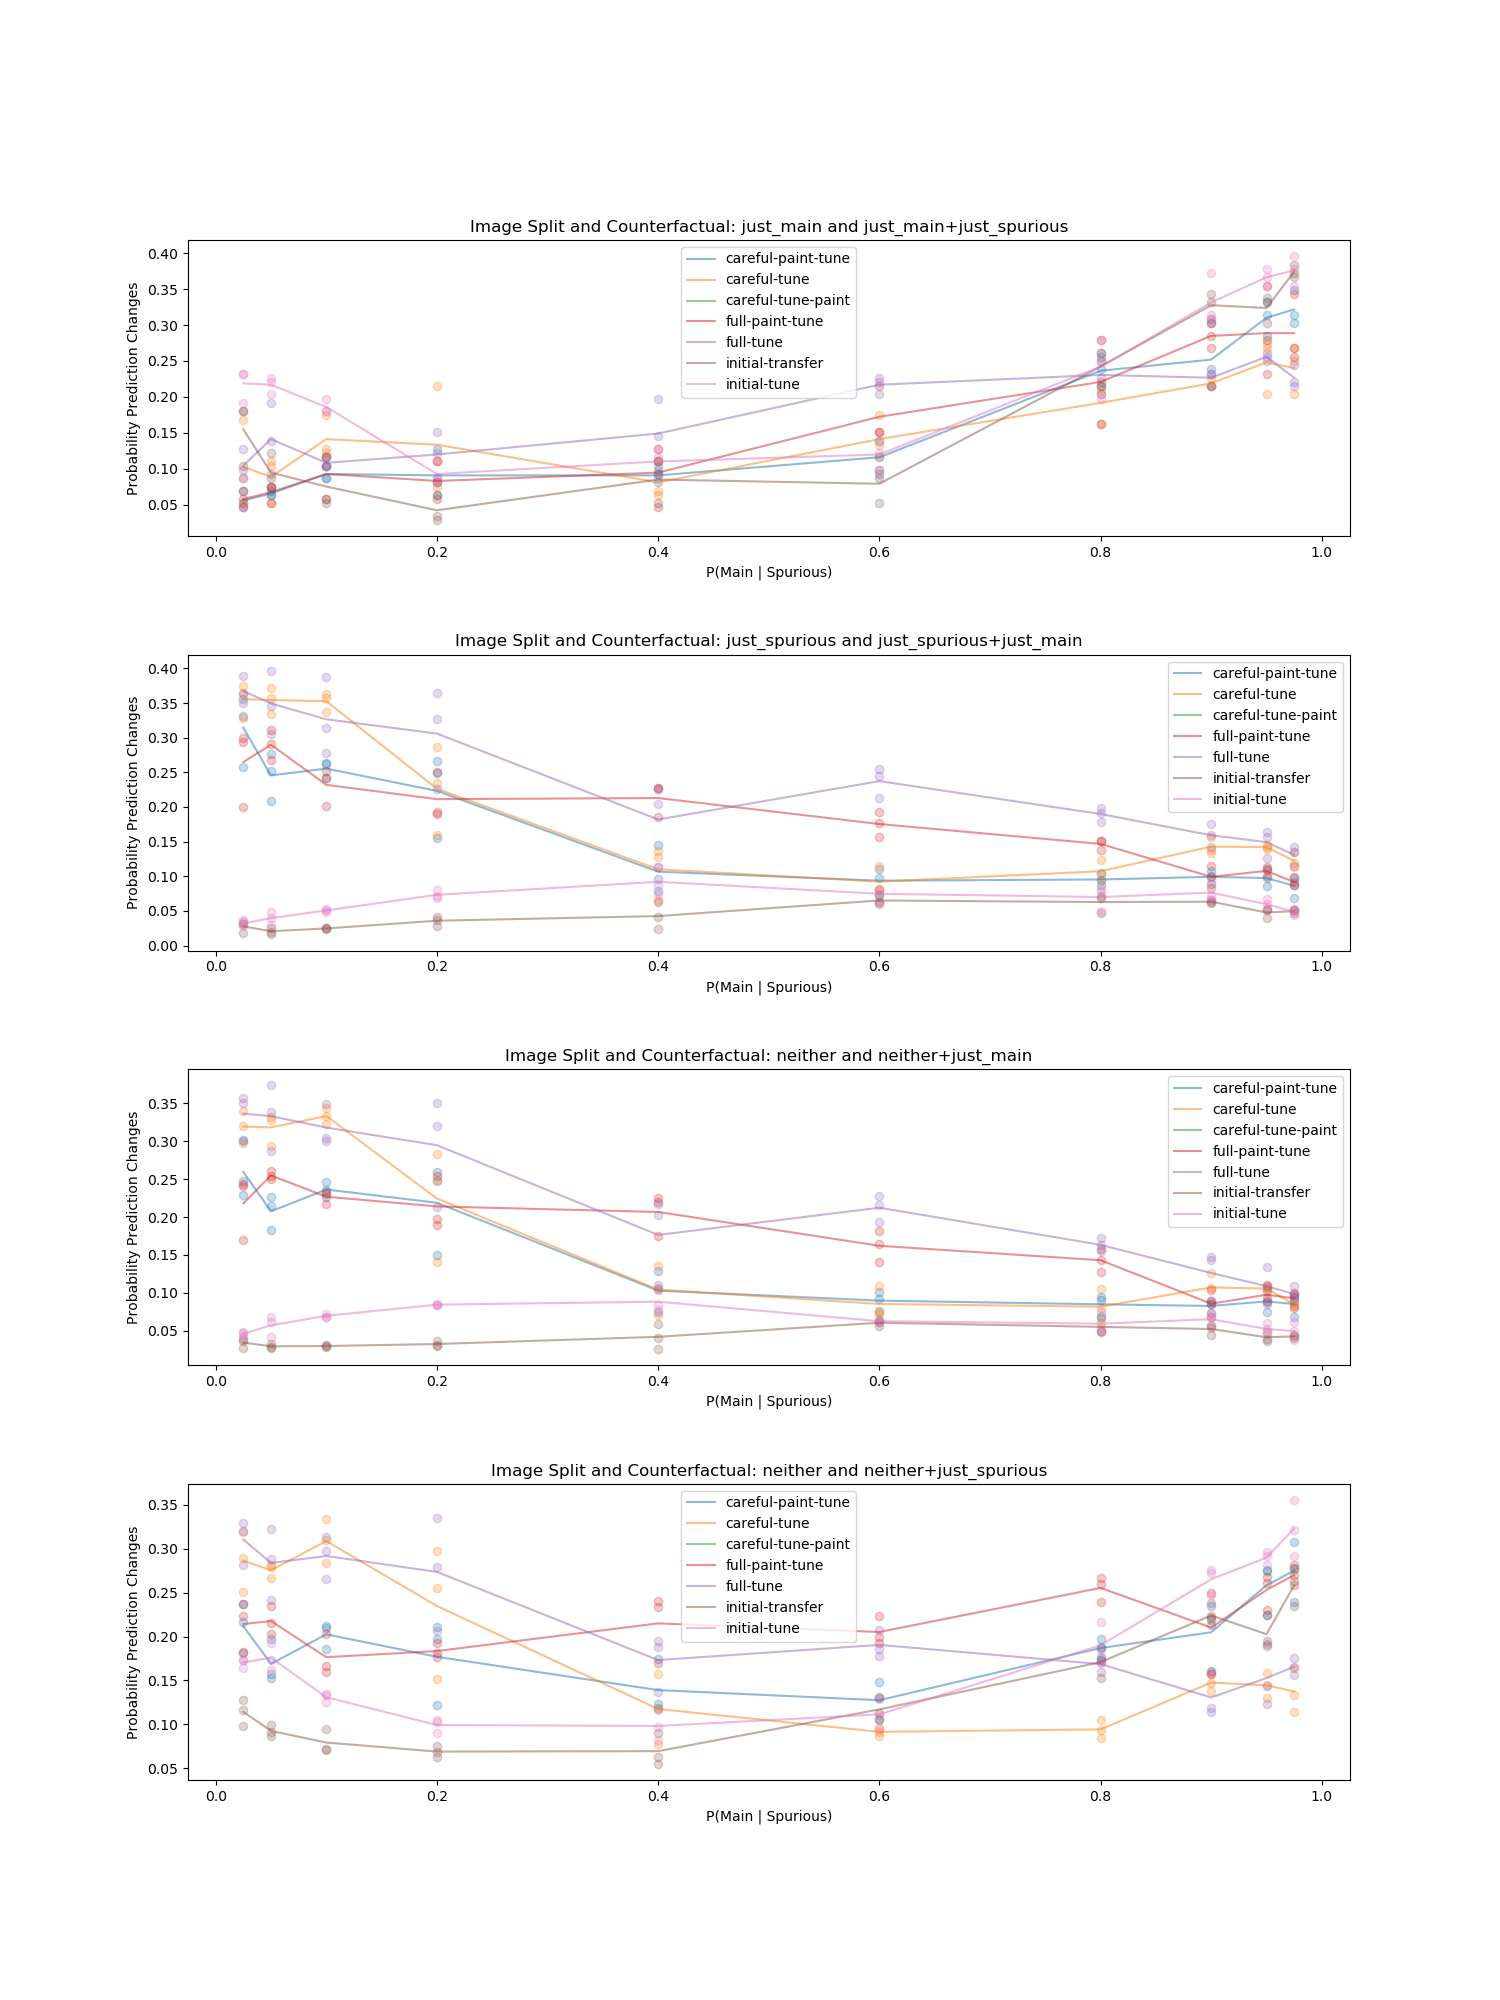 Image Split and Counterfactual: just_main and just_main+just_spurious
0.40
0.35
0.30
0.25
0.20
0.15
0.10
0.05
Probability Prediction Changes
careful-paint-tune
careful-tune
careful-tune-paint
full-paint-tune
full-tune
initial-transfer
initial-tune
0.0 0.2 0.4 0.6 0.8 1.0
P(Main | Spurious)
Image Split and Counterfactual: just_spurious and just_spurious+just_main
0.40
0.35
0.30
0.25
0.20
0.15
0.10
0.05
0.00
Probability Prediction Changes
careful-paint-tune
careful-tune
careful-tune-paint
full-paint-tune
full-tune
initial-transfer
initial-tune
0.0 0.2 0.4 0.6 0.8 1.0
P(Main | Spurious)
Image Split and Counterfactual: neither and neither+just_main
0.35
0.30
0.25
0.20
0.15
0.10
0.05
Probability Prediction Changes
careful-paint-tune
careful-tune
careful-tune-paint
full-paint-tune
full-tune
initial-transfer
initial-tune
0.0 0.2 0.4 0.6 0.8 1.0
P(Main | Spurious)
Image Split and Counterfactual: neither and neither+just_spurious
0.35
0.30
0.25
0.20
0.15
0.10
0.05
Probability Prediction Changes
careful-paint-tune
careful-tune
careful-tune-paint
full-paint-tune
full-tune
initial-transfer
initial-tune
0.0 0.2 0.4 0.6 0.8 1.0
P(Main | Spurious)